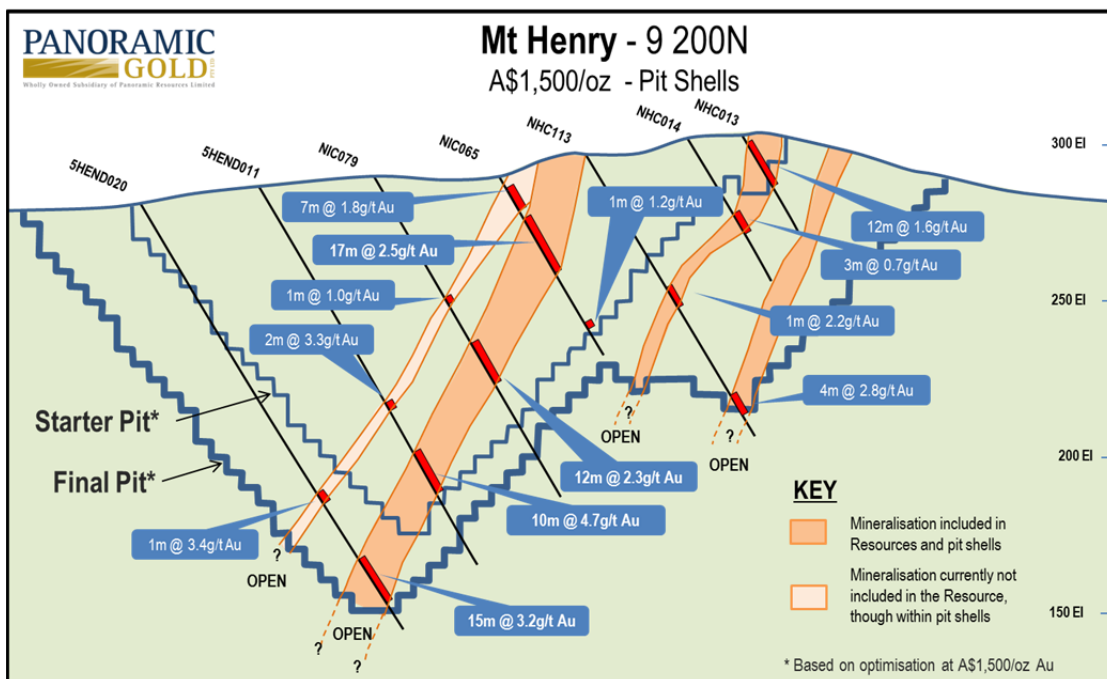 PANORAMIC
GOLD PTY LTD
Wholly Owned Subsidiary of Panoramic Resources Limited
Mt Henry - 9 200N
A$1,500/oz - Pit Shells
5HEND020
5HEND011
NIC079
NIC065
NHC113
NHC014
NHC013
300 El
250 El
200 El
150 El
7m @ 1.8g/t Au
17m @ 2.5g/t Au
1m @ 1.0g/t Au
2m @ 3.3g/t Au
1m @ 3.4g/t Au
1m @ 1.2g/t Au
12m @ 1.6g/t Au
3m @ 0.7g/t Au
1m @ 2.2g/t Au
4m @ 2.8g/t Au
12m @ 2.3g/t Au
10m @ 4.7g/t Au
15m @ 3.2g/t Au
Starter Pit*
Final Pit*
?
OPEN
?
OPEN
?
? ?
OPEN
?
OPEN
KEY
Mineralisation included in
Resources and pit shells
Mineralisation currently not
included in the Resource,
though within pit shells
* Based on optimisation at A$1,500/oz Au